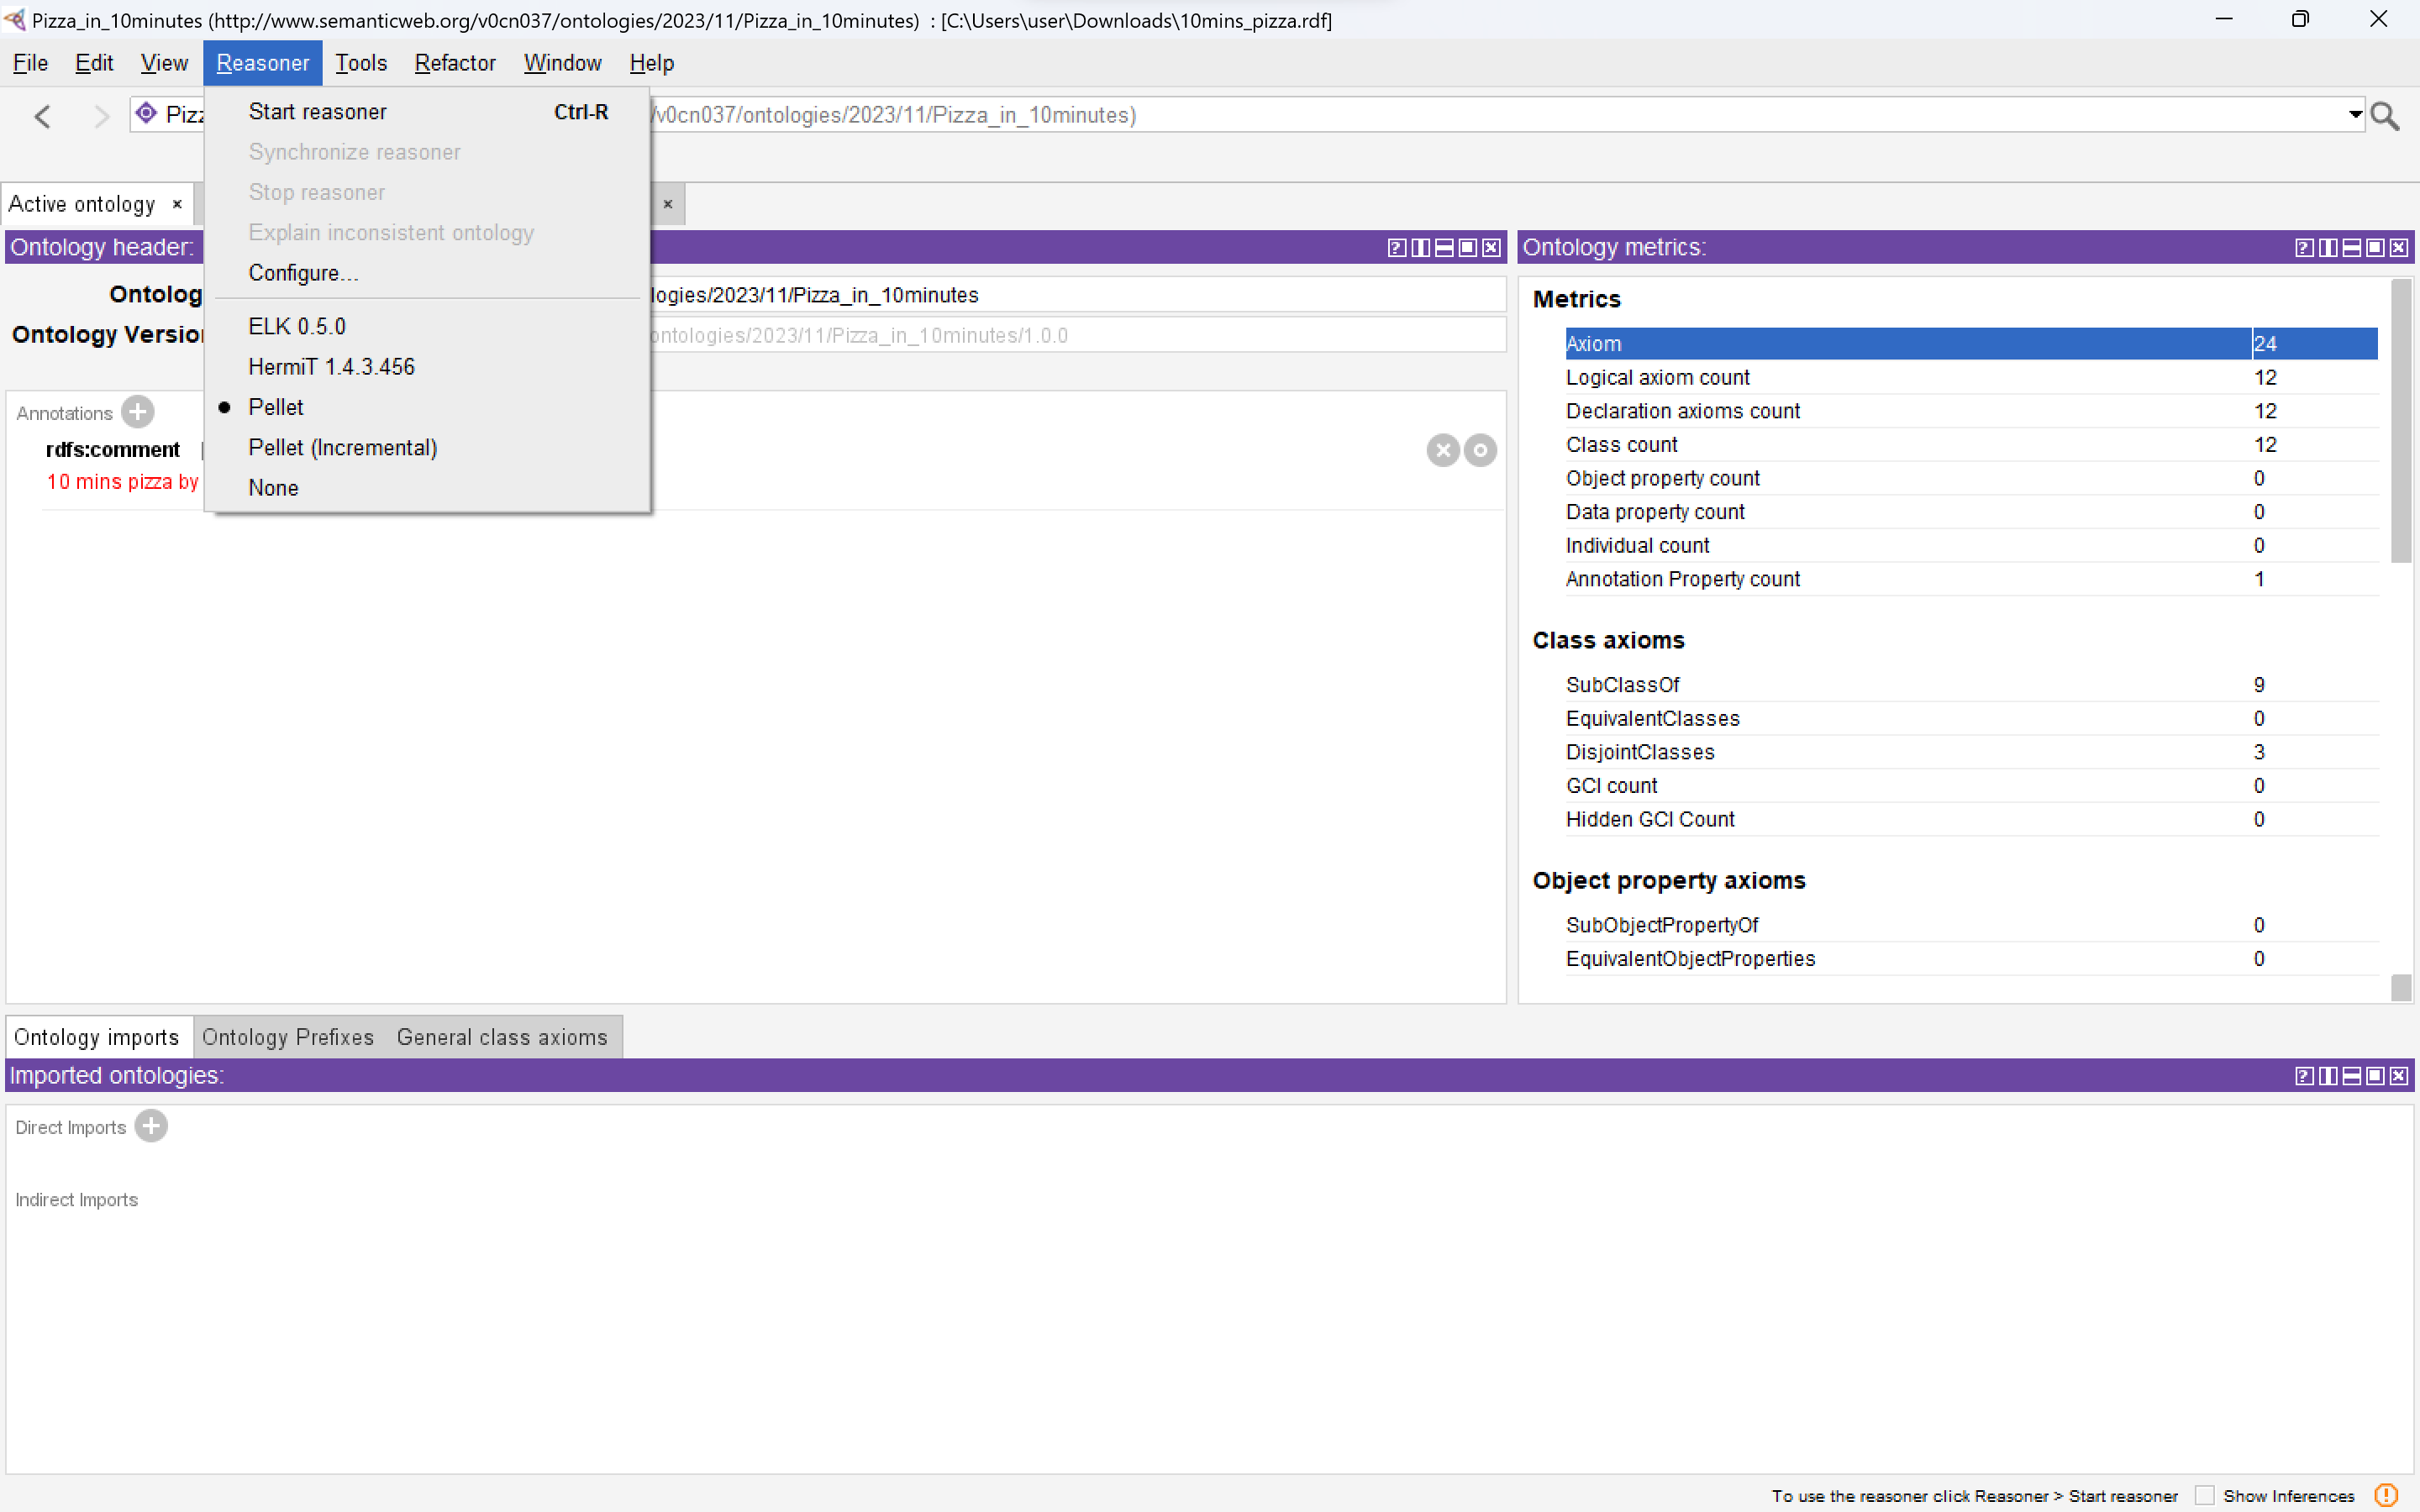 Pizza_in_10minutes (http://www.semanticweb.org/v0cn037/ontologies/2023/11/Pizza_in_10minutes) : [C:\Users\user\Downloads\10mins_pizza.rdf]
File Edit View Reasoner Tools Refactor Window Help
Start reasoner Ctrl-R
Synchronize reasoner
Stop reasoner
Explain inconsistent ontology
Configure...
ELK 0.5.0
HermiT 1.4.3.456
Pellet
Pellet (Incremental)
None
/v0cn037/ontologies/2023/11/Pizza_in_10minutes)
Active ontology
Ontology header:
logies/2023/11/Pizza_in_10minutes
ontologies/2023/11/Pizza_in_10minutes/1.0.0
Annotations
rdfs:comment
10 mins pizza by
Ontology metrics:
Metrics
Axiom 24
Logical axiom count 12
Declaration axioms count 12
Class count 12
Object property count 0
Data property count 0
Individual count 0
Annotation Property count 1
Class axioms
SubClassOf 9
EquivalentClasses 0
DisjointClasses 3
GCI count 0
Hidden GCI Count 0
Object property axioms
SubObjectPropertyOf 0
EquivalentObjectProperties 0
Ontology imports Ontology Prefixes General class axioms
Imported ontologies:
Direct Imports
Indirect Imports
To use the reasoner click Reasoner > Start reasoner Show Inferences